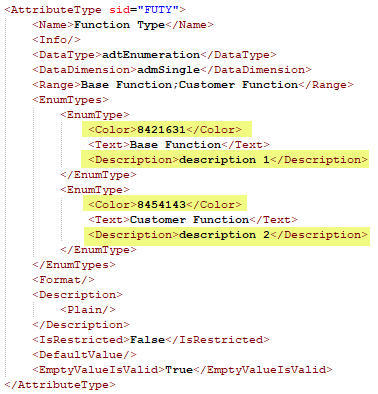 <AttributeType sid="FUTY">
<Name>Function Type</Name>
<Info/>
<DataType>adtEnumeration</DataType>
<DataDimension>admSingle</DataDimension>
<Range>Base Function;Customer Function</Range>
<EnumTypes>
<EnumType>
<Color>8421631</Color>
<Text>Base Function</Text>
<Description>description 1</Description>
</EnumType>
<EnumType>
<Color>8454143</Color>
<Text>Customer Function</Text>
<Description>description 2</Description>
</EnumType>
</EnumTypes>
<Format/>
<Description>
<Plain/>
</Description>
<IsRestricted>False</IsRestricted>
<DefaultValue/>
<EmptyValueIsValid>True</EmptyValueIsValid>
</AttributeType>